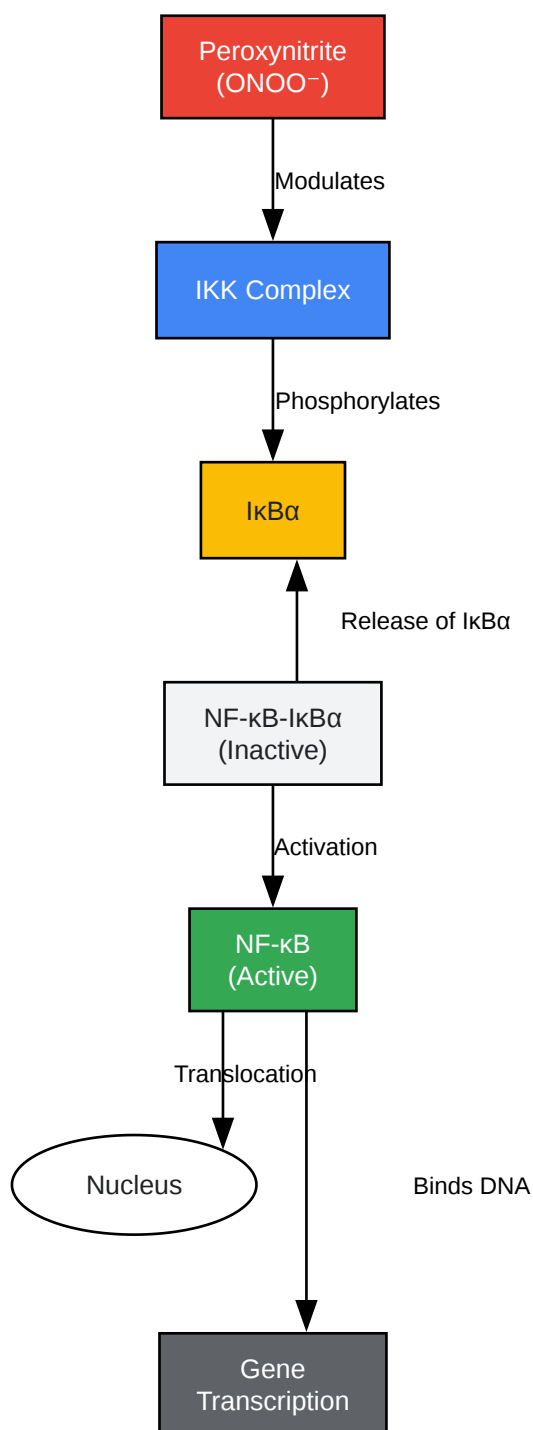 Peroxynitrite
(ONOO⁻)
Modulates
IKK Complex
Phosphorylates
IκBα
Release of IκBα
NF-κB-IκBα
(Inactive)
Activation
NF-κB
(Active)
Translocation
Nucleus
Binds DNA
Gene
Transcription